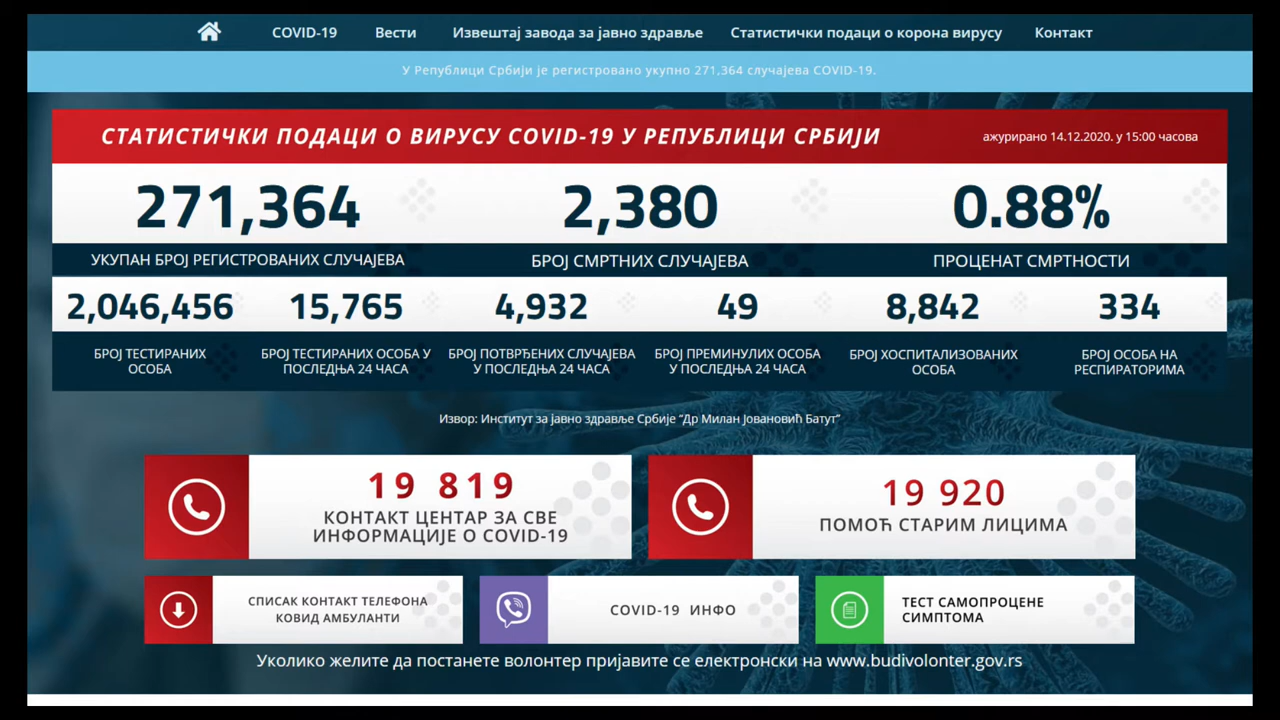 COVID-19 Вести Извештај завода за јавно здравље Статистички подаци о корона вирусу Контакт
У Републици Србији је регистровано укупно 271,364 случајева COVID-19.
СТАТИСТИЧКИ ПОДАЦИ О ВИРУСУ COVID-19 У РЕПУБЛИЦИ СРБИЈИ
ажурирано 14.12.2020. у 15:00 часова
271,364 2,380 0.88%
УКУПАН БРОЈ РЕГИСТРОВАНИХ СЛУЧАЈЕВА БРОЈ СМРТНИХ СЛУЧАЈЕВА ПРОЦЕНАТ СМРТНОСТИ
2,046,456 15,765 4,932 49 8,842 334
БРОЈ ТЕСТИРАНИХ
ОСОБА
БРОЈ ТЕСТИРАНИХ ОСОБА У
ПОСЛЕДЊА 24 ЧАСА
БРОЈ ПОТВРЂЕНИХ СЛУЧАЈЕВА
У ПОСЛЕДЊА 24 ЧАСА
БРОЈ ПРЕМИНУЛИХ ОСОБА
У ПОСЛЕДЊА 24 ЧАСА
БРОЈ ХОСПИТАЛИЗОВАНИХ
ОСОБА
БРОЈ ОСОБА НА
РЕСПИРАТОРИМА
Извор: Институт за јавно здравље Србије “Др Милан Јовановић Батут”
19 819
КОНТАКТ ЦЕНТАР ЗА СВЕ
ИНФОРМАЦИЈЕ О COVID-19
19 920
ПОМОЋ СТАРИМ ЛИЦИМА
СПИСАК КОНТАКТ ТЕЛЕФОНА
КОВИД АМБУЛАНТИ
COVID-19 ИНФО
ТЕСТ САМОПРОЦЕНЕ
СИМПТОМА
Уколико желите да постанете волонтер пријавите се електронски на www.budivolonter.gov.rs